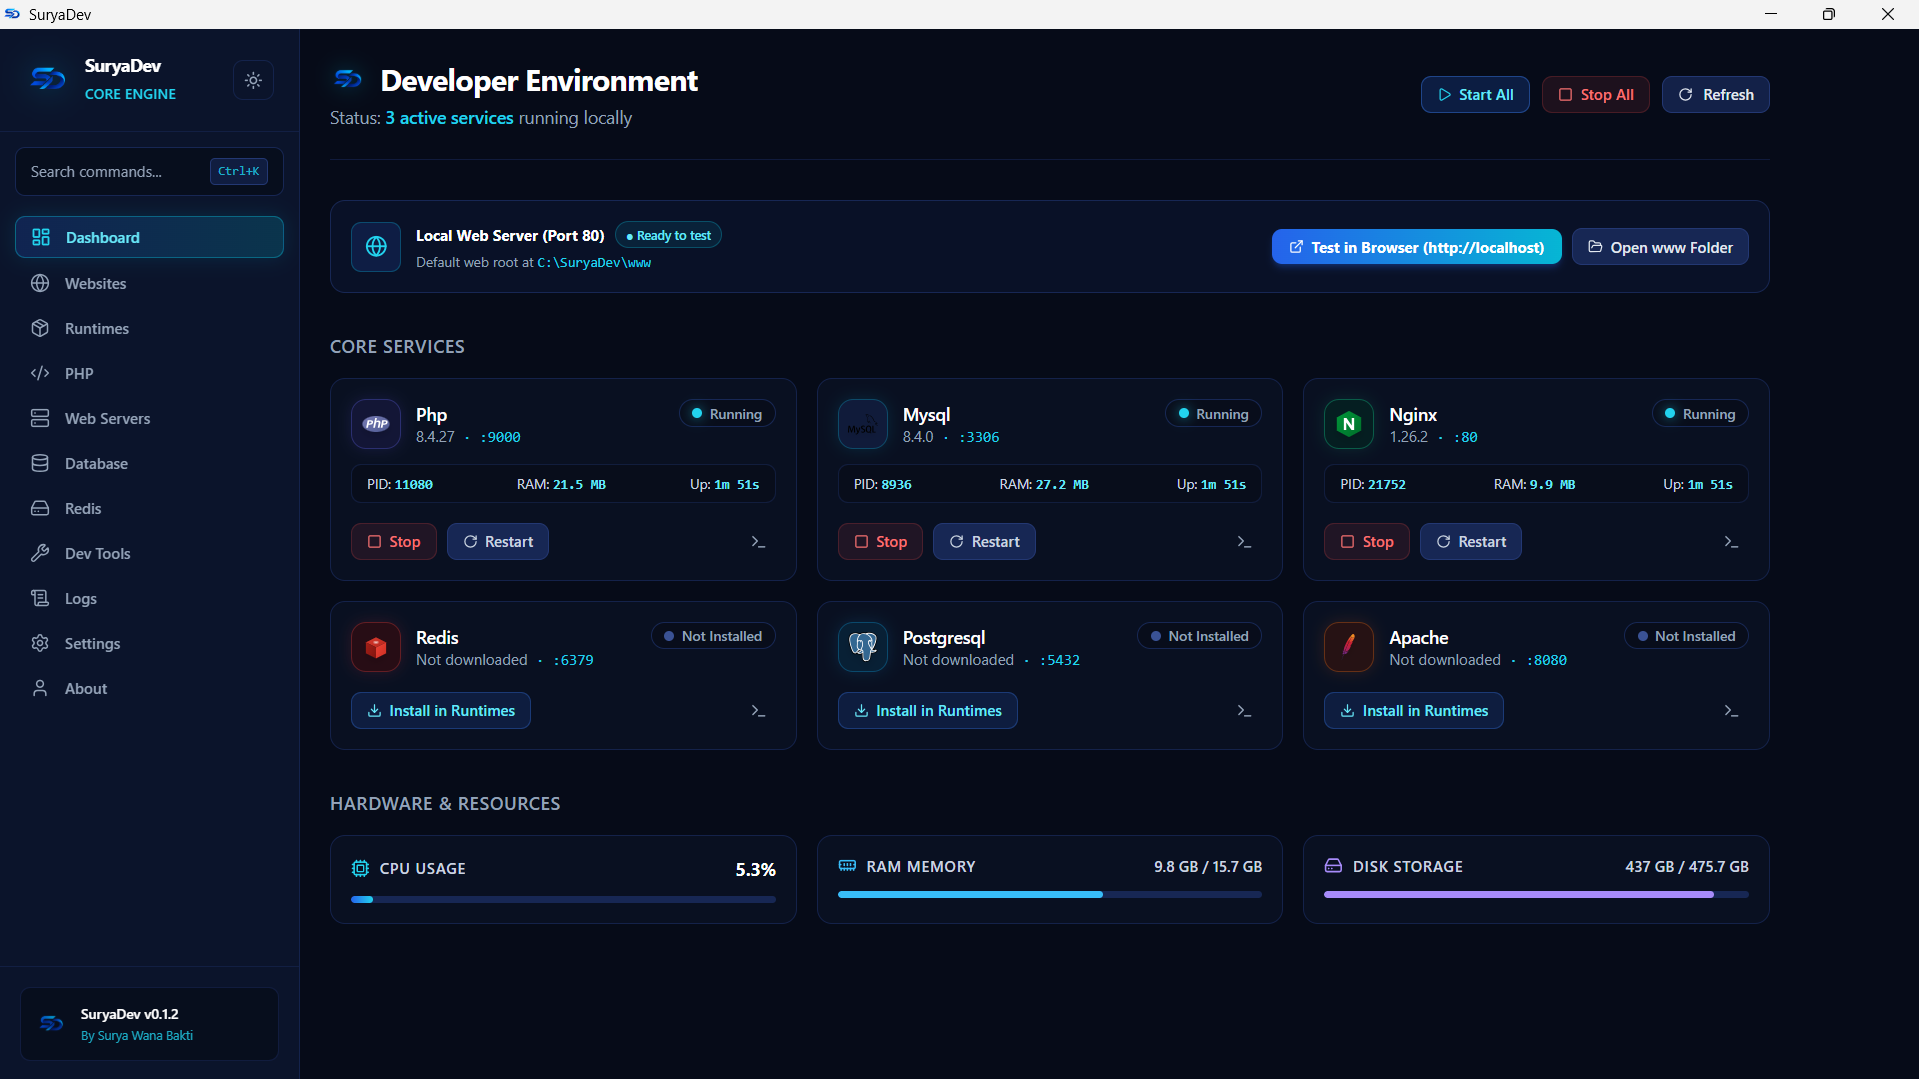 SuryaDev
SuryaDev
CORE ENGINE
Search commands... Ctrl+K
Dashboard
Websites
Runtimes
PHP
Web Servers
Database
Redis
Dev Tools
Logs
Settings
About
SuryaDev v0.1.2
By Surya Wana Bakti
Developer Environment
Status: 3 active services running locally
Start All Stop All Refresh
Local Web Server (Port 80) Ready to test
Default web root at C:\SuryaDev\www
Test in Browser (http://localhost) Open www Folder
CORE SERVICES
php
Php Running
8.4.27 · :9000
PID: 11080 RAM: 21.5 MB Up: 1m 51s
Stop Restart
MySQL
Mysql Running
8.4.0 · :3306
PID: 8936 RAM: 27.2 MB Up: 1m 51s
Stop Restart
N
Nginx Running
1.26.2 · :80
PID: 21752 RAM: 9.9 MB Up: 1m 51s
Stop Restart
Redis Not Installed
Not downloaded · :6379
Install in Runtimes
Postgresql Not Installed
Not downloaded · :5432
Install in Runtimes
Apache Not Installed
Not downloaded · :8080
Install in Runtimes
HARDWARE & RESOURCES
CPU USAGE 5.3%
RAM MEMORY 9.8 GB / 15.7 GB
DISK STORAGE 437 GB / 475.7 GB